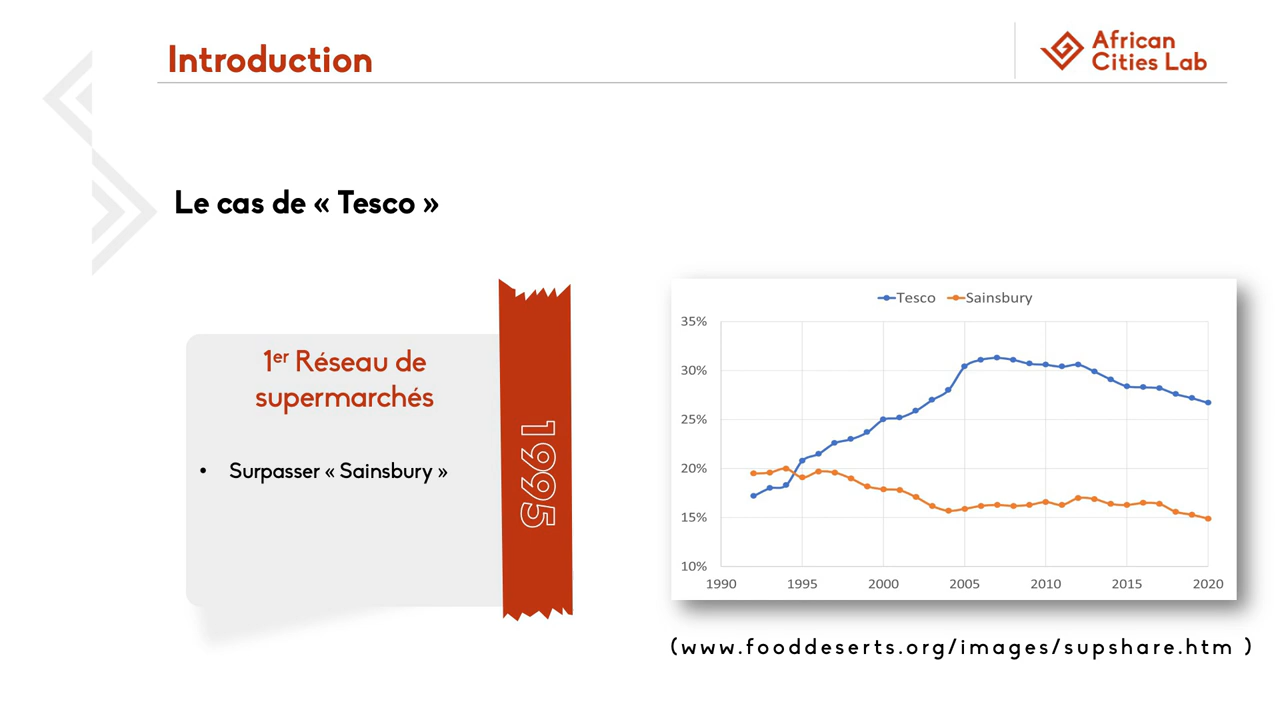 Introduction
African
Cities Lab
Le cas de « Tesco »
1er Réseau de
supermarchés
• Surpasser « Sainsbury »
1995
Tesco Sainsbury
35%
30%
25%
20%
15%
10%
1990 1995 2000 2005 2010 2015 2020
(www.fooddeserts.org/images/supshare.htm )